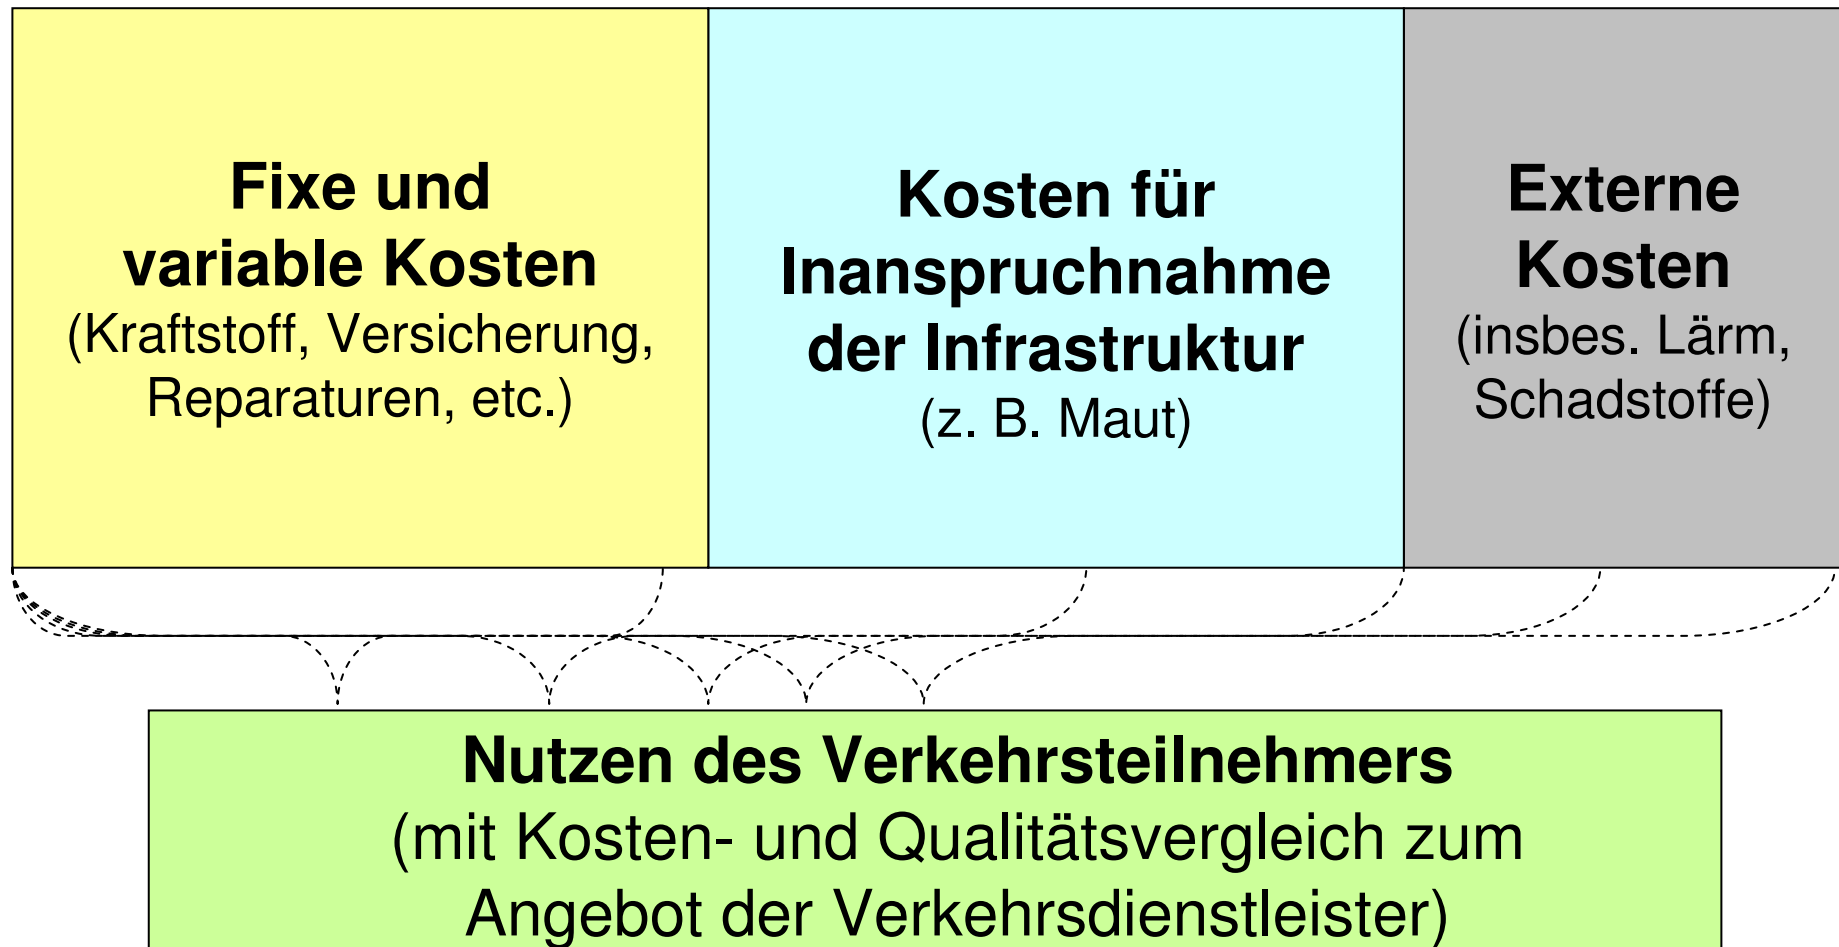 Fixe und
variable Kosten
(Kraftstoff, Versicherung,
Reparaturen, etc.)
Kosten für
Inanspruchnahme
der Infrastruktur
(z. B. Maut)
Externe
Kosten
(insbes. Lärm,
Schadstoffe)
Nutzen des Verkehrsteilnehmers
(mit Kosten- und Qualitätsvergleich zum
Angebot der Verkehrsdienstleister)